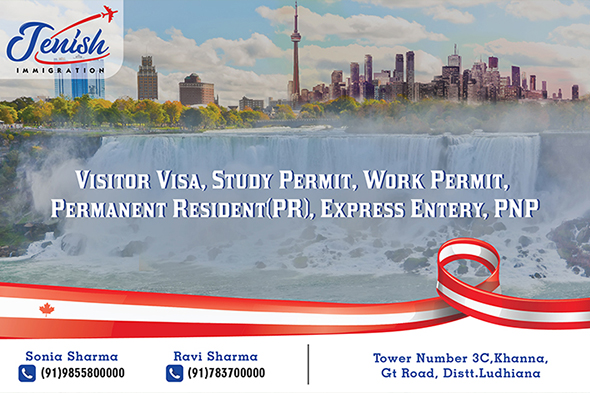 Jenish
IMMIGRATION
Visitor Visa, Study Permit, Work Permit,
Permanent Resident(PR), Express Entery, PNP
Sonia Sharma
(91)9855800000
Ravi Sharma
(91)783700000
Tower Number 3C,Khanna,
Gt Road, Distt.Ludhiana